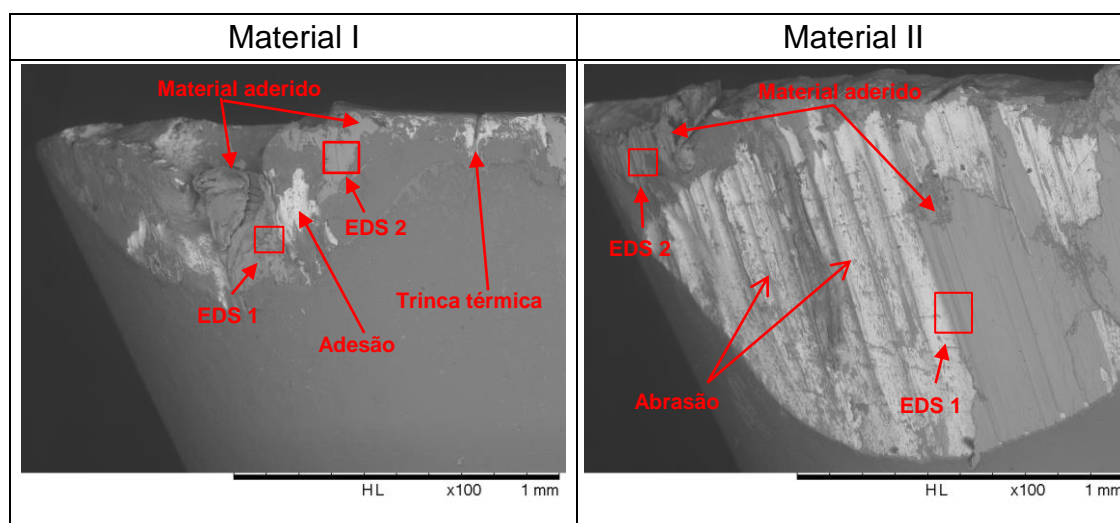 Material I
Material II
Material aderido
EDS 2
EDS 1
Trinca térmica
Adesão
HL x100 1 mm
Material aderido
EDS 2
Abrasão
EDS 1
HL x100 1 mm